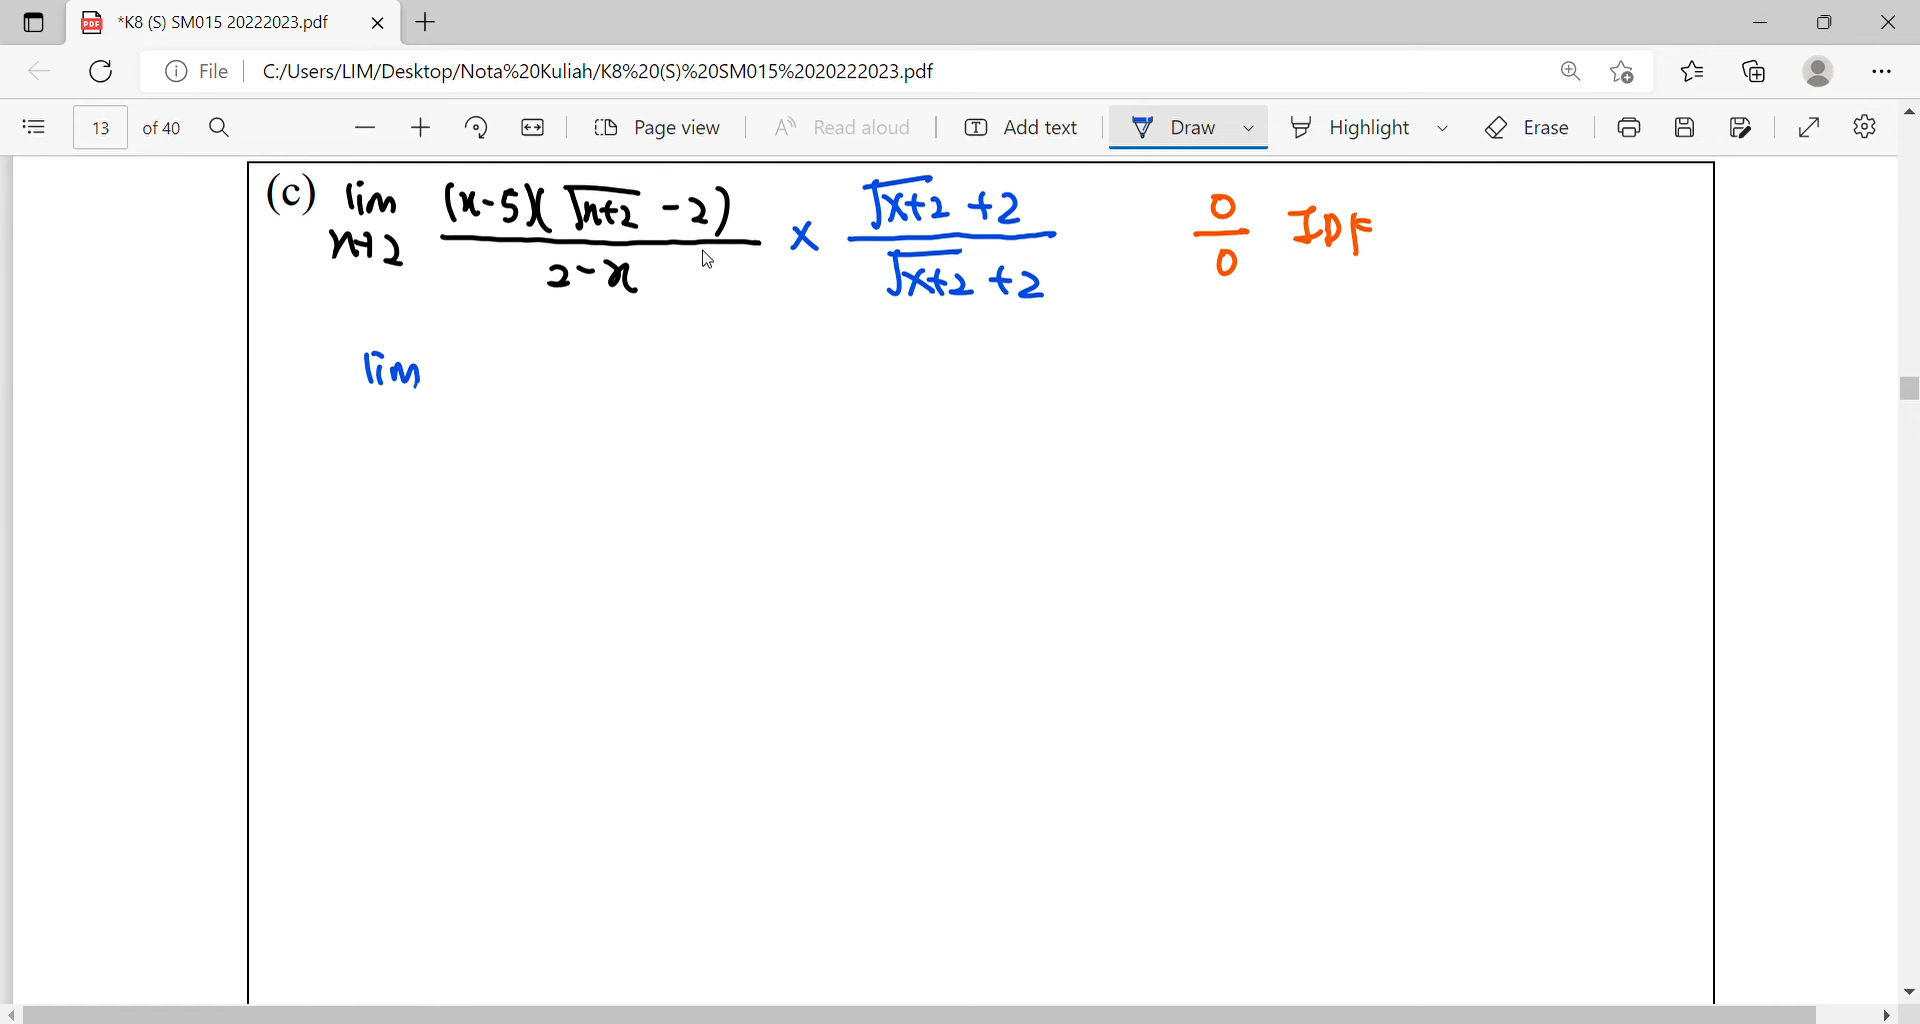 *K8 (S) SM015 20222023.pdf
File C:/Users/LIM/Desktop/Nota%20Kuliah/K8%20(S)%20SM015%2020222023.pdf
13 of 40 Page view Read aloud Add text Draw Highlight Erase
(c) lim x→2 (x-5)(√x+2 -2) / 2-x × √x+2 +2 / √x+2 +2 0/0 IDF
lim